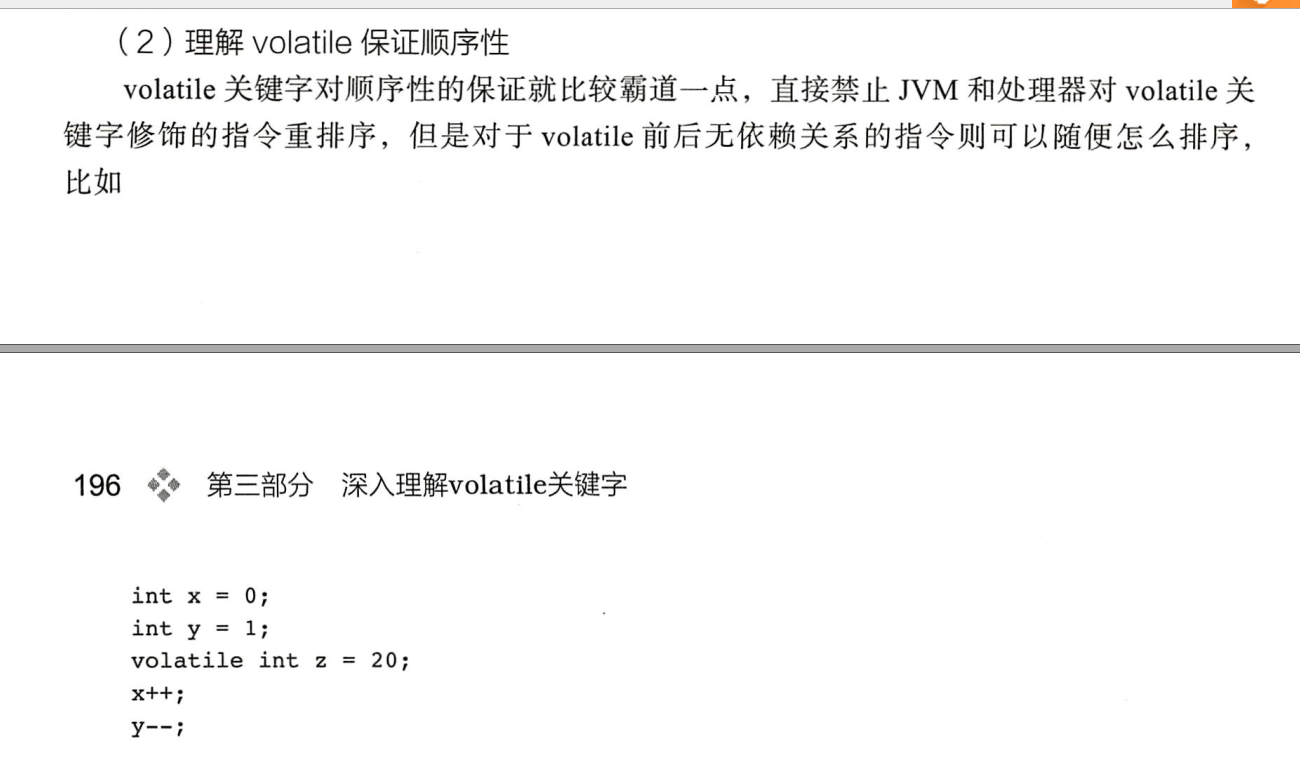 （2）理解 volatile 保证顺序性
volatile 关键字对顺序性的保证就比较霸道一点，直接禁止 JVM 和处理器对 volatile 关
键字修饰的指令重排序，但是对于 volatile 前后无依赖关系的指令则可以随便怎么排序，
比如
196 第三部分 深入理解volatile关键字
int x = 0;
int y = 1;
volatile int z = 20;
x++;
y--;